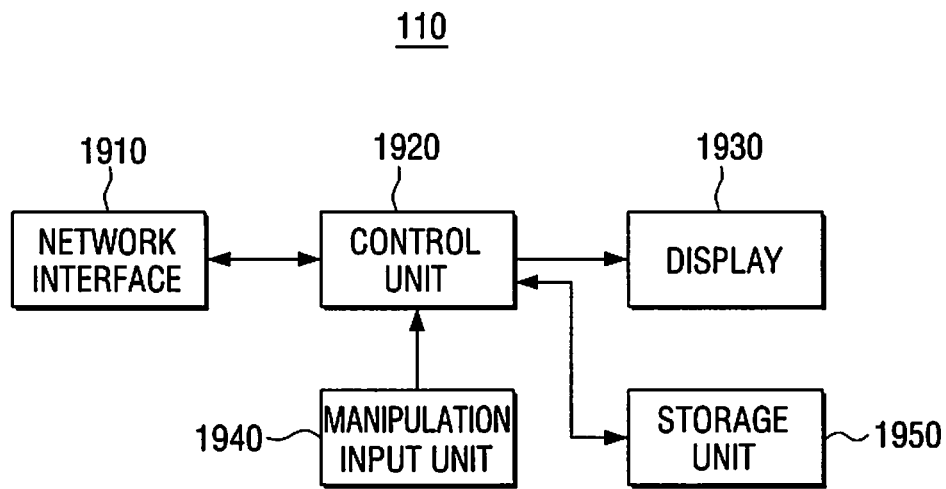 110
1910
1920
1930
NETWORK
INTERFACE
CONTROL
UNIT
DISPLAY
1940
MANIPULATION
INPUT UNIT
STORAGE
UNIT
1950